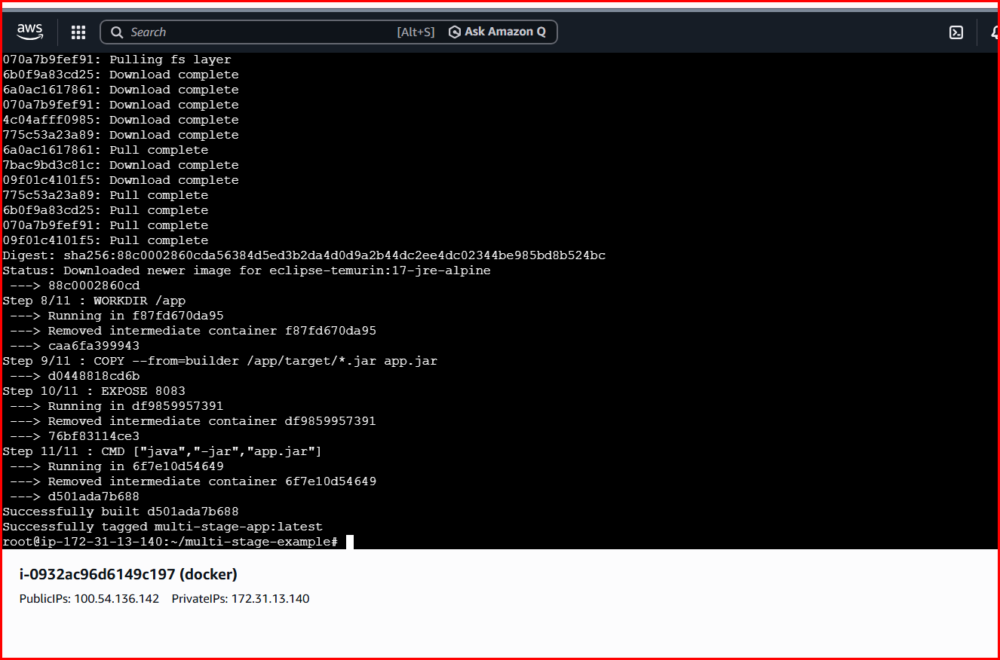 aws
Search [Alt+S] Ask Amazon Q
070a7b9fef91: Pulling fs layer
6b0f9a83cd25: Download complete
6a0ac1617861: Download complete
070a7b9fef91: Download complete
4c04afff0985: Download complete
775c53a23a89: Download complete
6a0ac1617861: Pull complete
7bac9bd3c81c: Download complete
09f01c4101f5: Download complete
775c53a23a89: Pull complete
6b0f9a83cd25: Pull complete
070a7b9fef91: Pull complete
09f01c4101f5: Pull complete
Digest: sha256:88c0002860cda56384d5ed3b2da4d0d9a2b44dc2ee4dc02344be985bd8b524bc
Status: Downloaded newer image for eclipse-temurin:17-jre-alpine
---> 88c0002860cd
Step 8/11 : WORKDIR /app
---> Running in f87fd670da95
---> Removed intermediate container f87fd670da95
---> caa6fa399943
Step 9/11 : COPY --from=builder /app/target/*.jar app.jar
---> d0448818cd6b
Step 10/11 : EXPOSE 8083
---> Running in df9859957391
---> Removed intermediate container df9859957391
---> 76bf83114ce3
Step 11/11 : CMD ["java","-jar","app.jar"]
---> Running in 6f7e10d54649
---> Removed intermediate container 6f7e10d54649
---> d501ada7b688
Successfully built d501ada7b688
Successfully tagged multi-stage-app:latest
root@ip-172-31-13-140:~/multi-stage-example#
i-0932ac96d6149c197 (docker)
PublicIPs: 100.54.136.142 PrivateIPs: 172.31.13.140